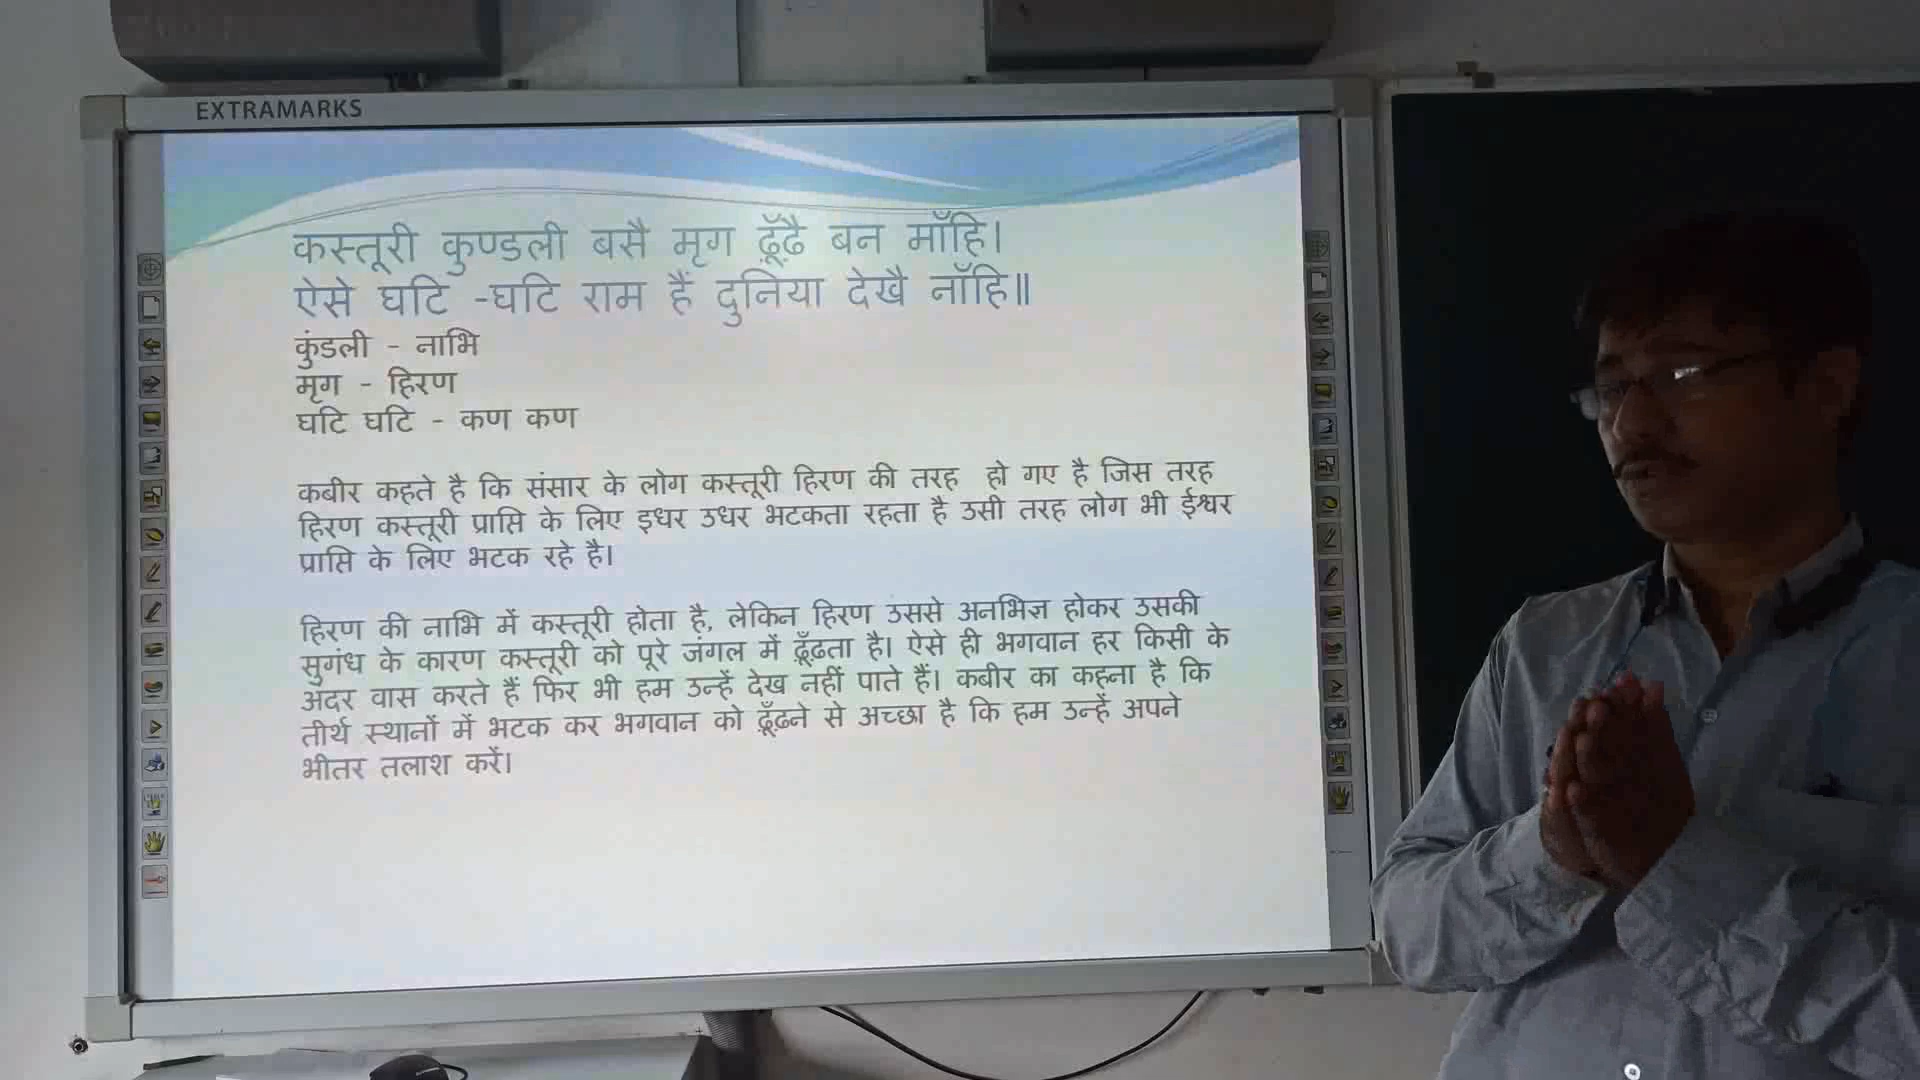 EXTRAMARKS
कस्तूरी कुण्डली बसै मृग ढूँढ़ै बन माँहि।
ऐसे घटि -घटि राम हैं दुनिया देखै नाँहि॥
कुंडली - नाभि
मृग - हिरण
घटि घटि - कण कण
कबीर कहते है कि संसार के लोग कस्तूरी हिरण की तरह हो गए है जिस तरह
हिरण कस्तूरी प्राप्ति के लिए इधर उधर भटकता रहता है उसी तरह लोग भी ईश्वर
प्राप्ति के लिए भटक रहे है।
हिरण की नाभि में कस्तूरी होता है, लेकिन हिरण उससे अनभिज्ञ होकर उसकी
सुगंध के कारण कस्तूरी को पूरे जंगल में ढूँढ़ता है। ऐसे ही भगवान हर किसी के
अंदर वास करते हैं फिर भी हम उन्हें देख नहीं पाते हैं। कबीर का कहना है कि
तीर्थ स्थानों में भटक कर भगवान को ढूँढ़ने से अच्छा है कि हम उन्हें अपने
भीतर तलाश करें।